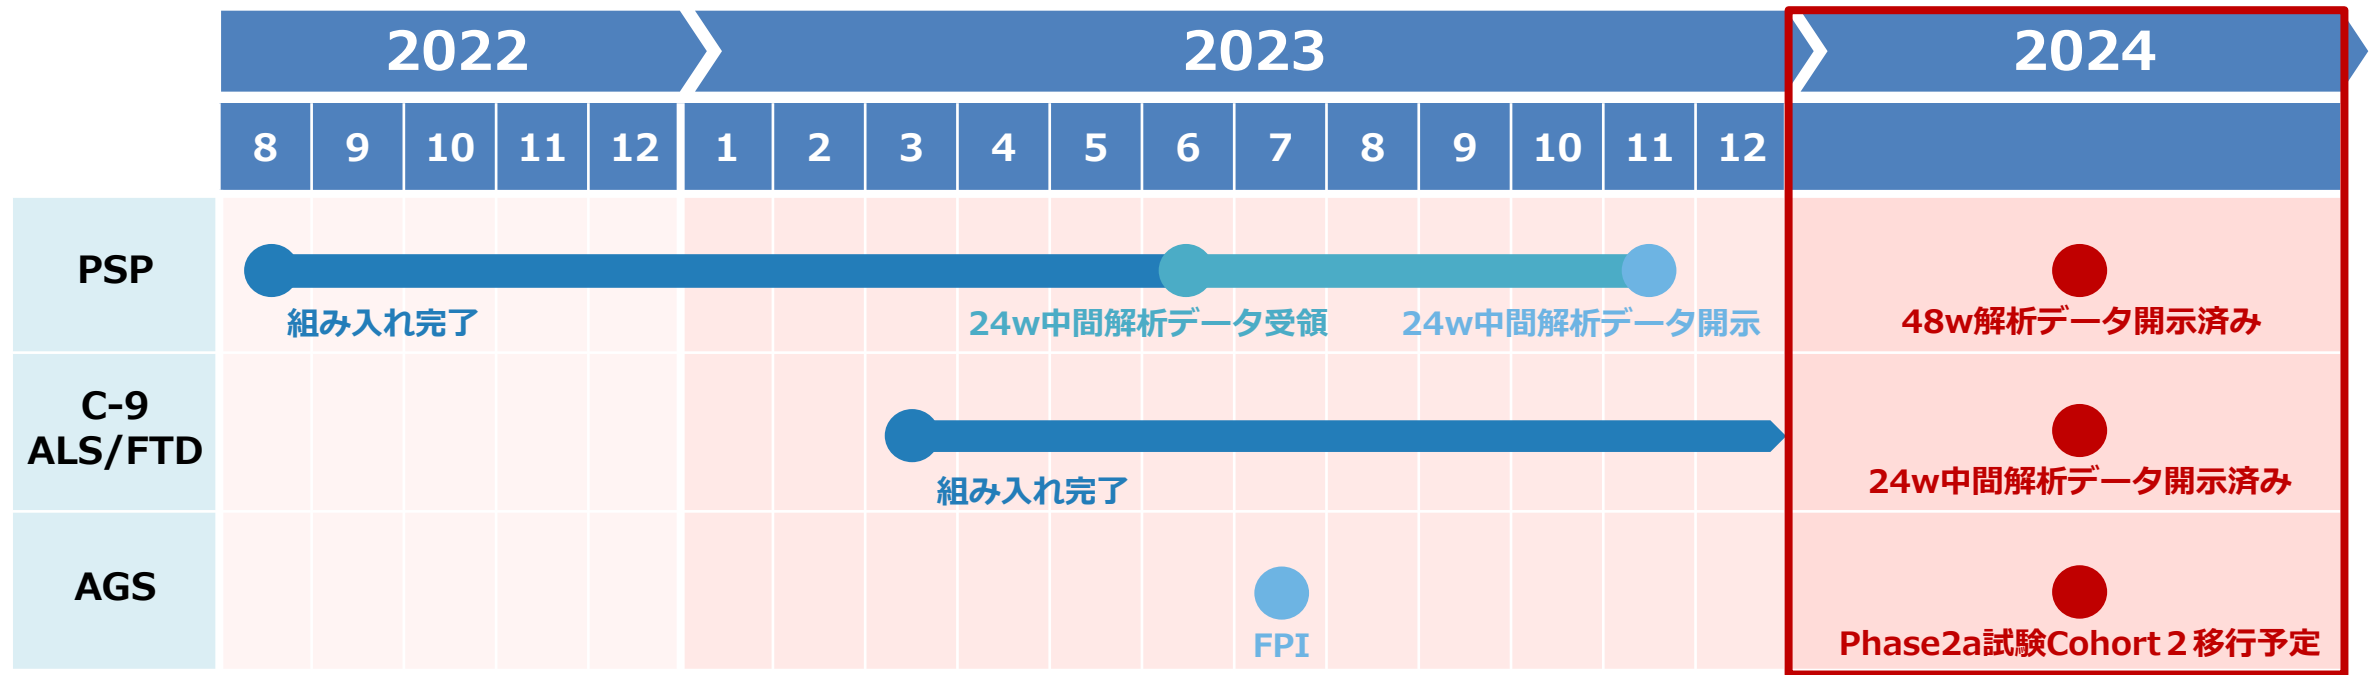 2022
2023
2024
8 9 10 11 12 1 2 3 4 5 6 7 8 9 10 11 12
PSP
組み入れ完了
24w中間解析データ受領
24w中間解析データ開示
48w解析データ開示済み
C-9
ALS/FTD
組み入れ完了
24w中間解析データ開示済み
AGS
FPI
Phase2a試験Cohort２移行予定